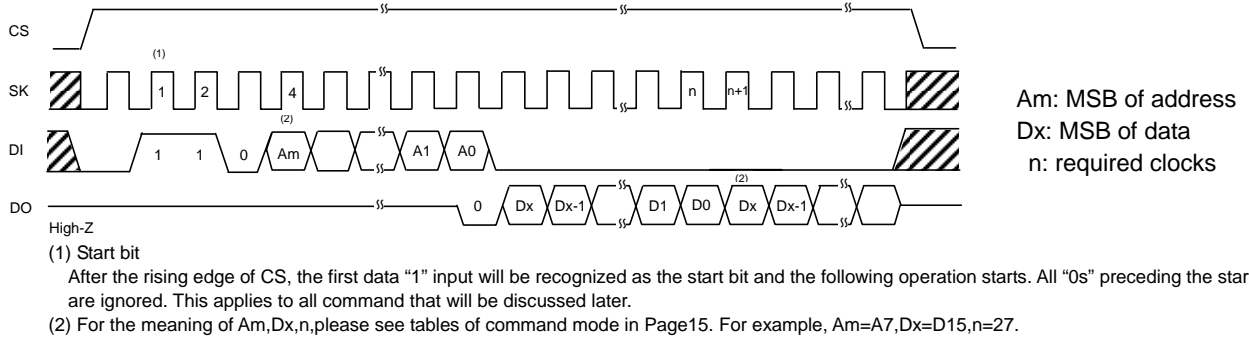 CS
(1)
SK
1 2 4 n n+1
(2)
DI
1 1 0 Am A1 A0
(2)
DO
0 Dx Dx-1 D1 D0 Dx Dx-1
High-Z
Am: MSB of address
Dx: MSB of data
n: required clocks
(1) Start bit
After the rising edge of CS, the first data “1” input will be recognized as the start bit and the following operation starts. All “0s” preceding the star
are ignored. This applies to all command that will be discussed later.
(2) For the meaning of Am,Dx,n,please see tables of command mode in Page15. For example, Am=A7,Dx=D15,n=27.